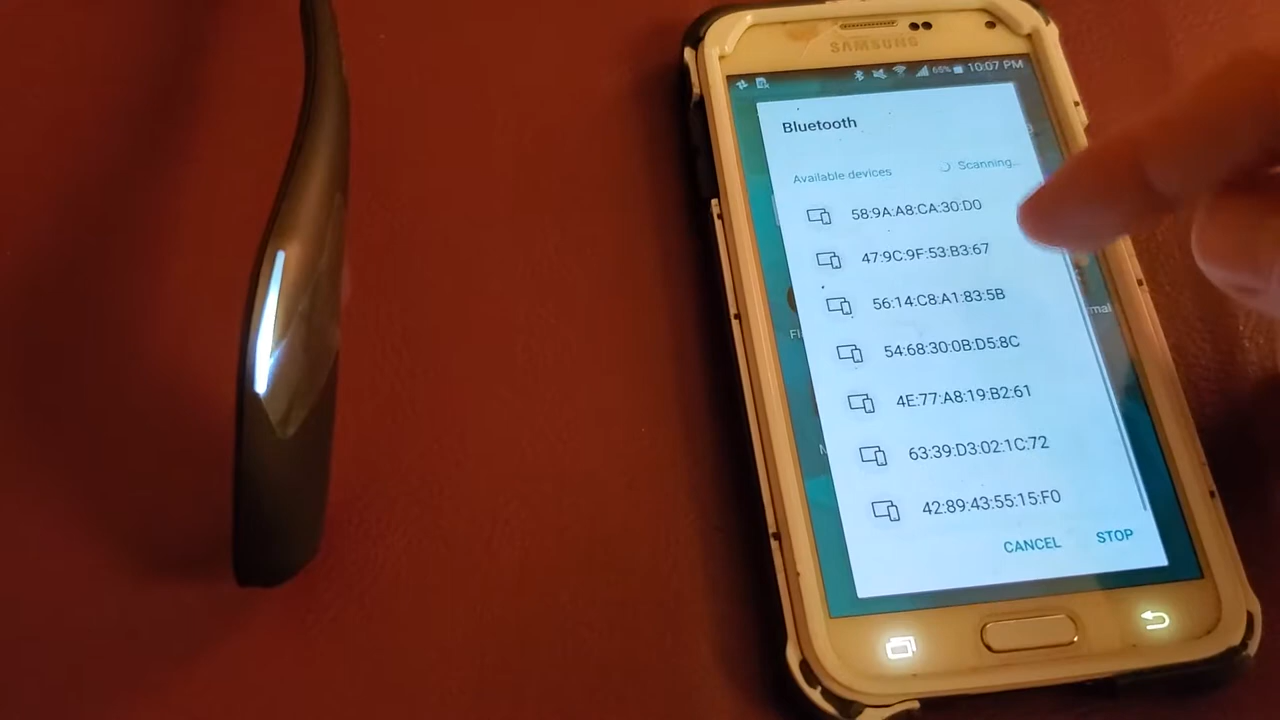 SAMSUNG
65% 10:07 PM
Bluetooth
Available devices Scanning...
58:9A:A8:CA:30:D0
47:9C:9F:53:B3:67
56:14:C8:A1:83:5B
54:68:30:0B:D5:8C
4E:77:A8:19:B2:61
63:39:D3:02:1C:72
42:89:43:55:15:F0
CANCEL STOP